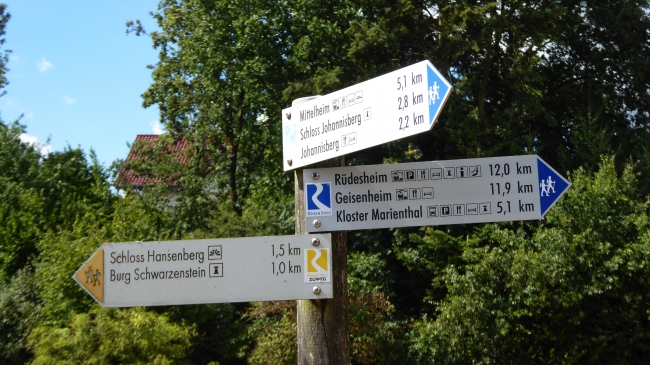 Mittelheim 5,1 km
Schloss Johannisberg 2,8 km
Johannisberg 2,2 km
Rüdesheim 12,0 km
Geisenheim 11,9 km
Kloster Marienthal 5,1 km
Schloss Hansenberg 1,5 km
Burg Schwarzenstein 1,0 km
ZUWEG